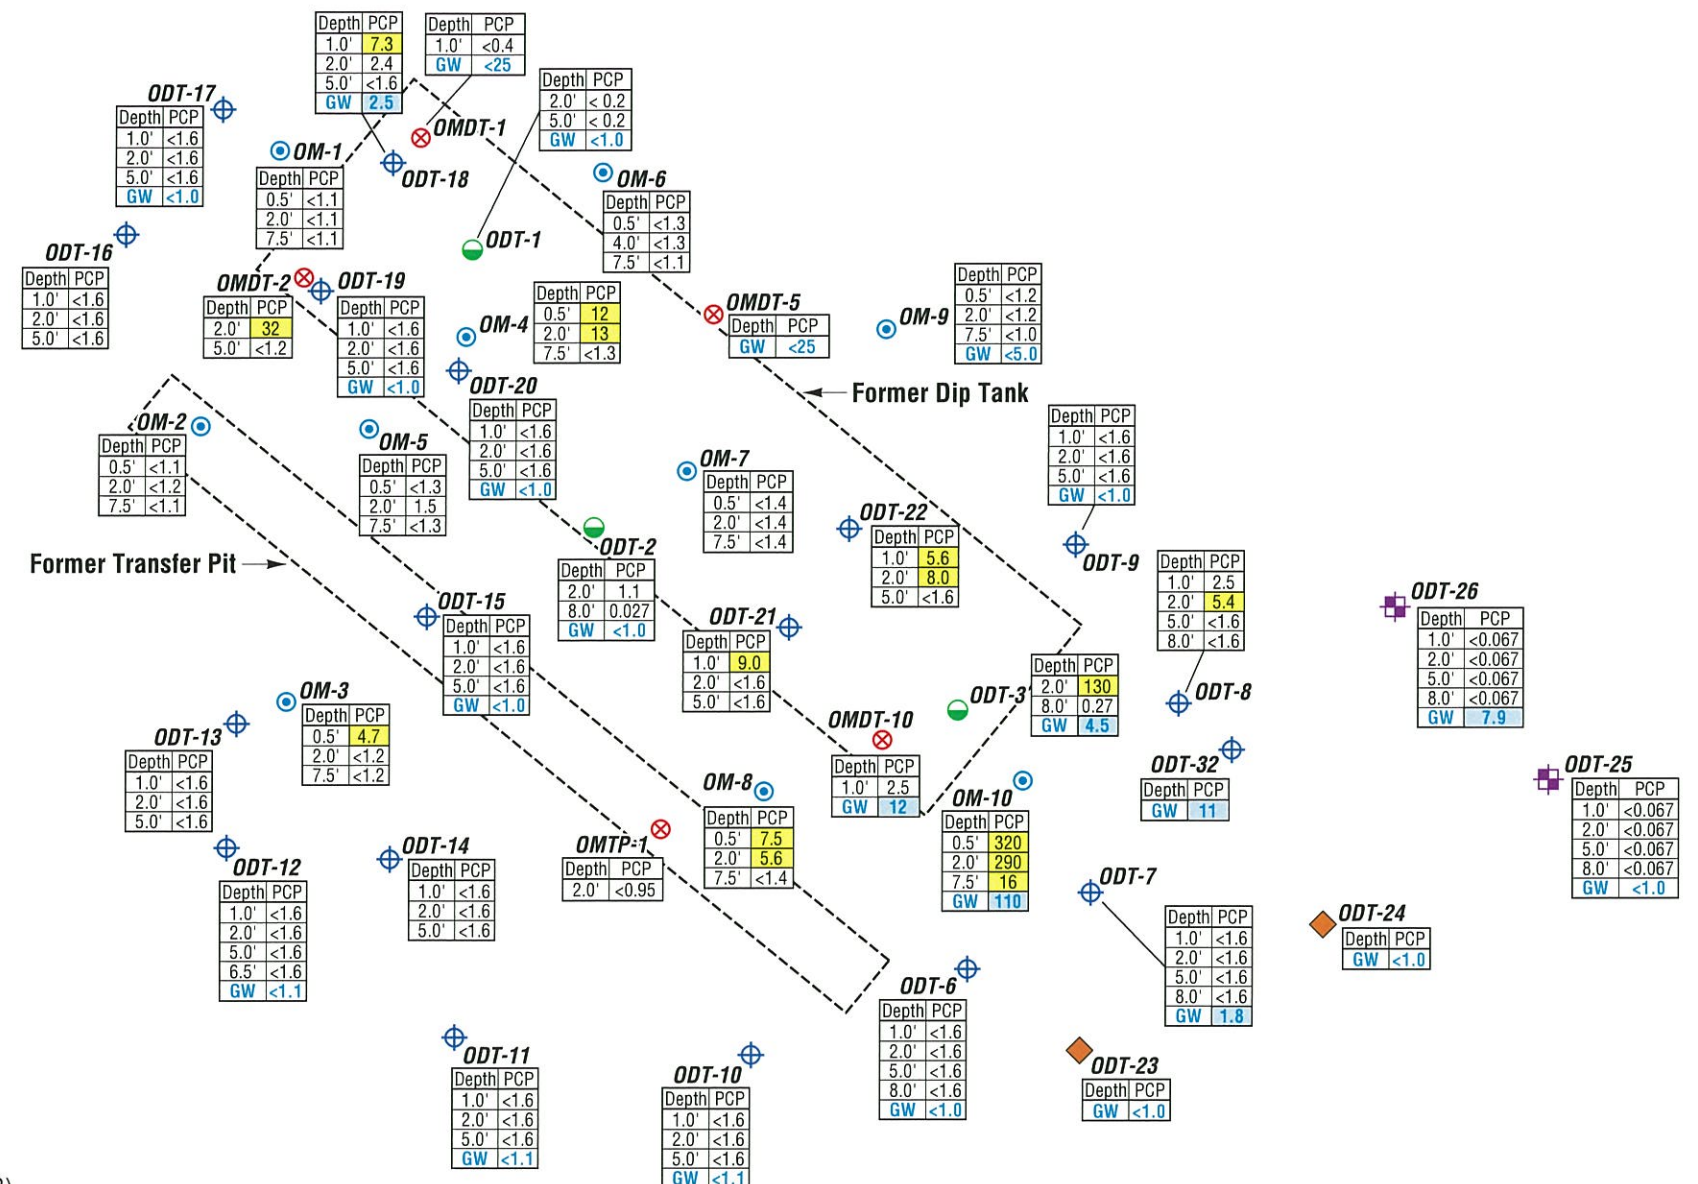 Depth PCP
1.0' 7.3
2.0' 2.4
5.0' <1.6
GW 2.5
Depth PCP
1.0' <0.4
GW <25
OMDT-1
ODT-18
Depth PCP
2.0' < 0.2
5.0' < 0.2
GW <1.0
ODT-1
ODT-17
Depth PCP
1.0' <1.6
2.0' <1.6
5.0' <1.6
GW <1.0
OM-1
Depth PCP
0.5' <1.1
2.0' <1.1
7.5' <1.1
OM-6
Depth PCP
0.5' <1.3
4.0' <1.3
7.5' <1.1
ODT-16
Depth PCP
1.0' <1.6
2.0' <1.6
5.0' <1.6
OMDT-2
Depth PCP
2.0' 32
5.0' <1.2
ODT-19
Depth PCP
1.0' <1.6
2.0' <1.6
5.0' <1.6
GW <1.0
OM-4
Depth PCP
0.5' 12
2.0' 13
7.5' <1.3
OMDT-5
Depth PCP
GW <25
OM-9
Depth PCP
0.5' <1.2
2.0' <1.2
7.5' <1.0
GW <5.0
Former Dip Tank
ODT-20
Depth PCP
1.0' <1.6
2.0' <1.6
5.0' <1.6
GW <1.0
OM-2
Depth PCP
0.5' <1.1
2.0' <1.2
7.5' <1.1
OM-5
Depth PCP
0.5' <1.3
2.0' 1.5
7.5' <1.3
OM-7
Depth PCP
0.5' <1.4
2.0' <1.4
7.5' <1.4
Depth PCP
1.0' <1.6
2.0' <1.6
5.0' <1.6
GW <1.0
ODT-9
ODT-22
Depth PCP
1.0' 5.6
2.0' 8.0
5.0' <1.6
Former Transfer Pit
ODT-2
Depth PCP
2.0' 1.1
8.0' 0.027
GW <1.0
Depth PCP
1.0' 2.5
2.0' 5.4
5.0' <1.6
8.0' <1.6
ODT-8
ODT-26
Depth PCP
1.0' <0.067
2.0' <0.067
5.0' <0.067
8.0' <0.067
GW 7.9
ODT-15
Depth PCP
1.0' <1.6
2.0' <1.6
5.0' <1.6
GW <1.0
ODT-21
Depth PCP
1.0' 9.0
2.0' <1.6
5.0' <1.6
ODT-3
Depth PCP
2.0' 130
8.0' 0.27
GW 4.5
OM-3
Depth PCP
0.5' 4.7
2.0' <1.2
7.5' <1.2
OMDT-10
Depth PCP
1.0' 2.5
GW 12
ODT-13
Depth PCP
1.0' <1.6
2.0' <1.6
5.0' <1.6
ODT-32
Depth PCP
GW 11
ODT-25
Depth PCP
1.0' <0.067
2.0' <0.067
5.0' <0.067
8.0' <0.067
GW <1.0
OM-8
Depth PCP
0.5' 7.5
2.0' 5.6
7.5' <1.4
OM-10
Depth PCP
0.5' 320
2.0' 290
7.5' 16
GW 110
OMTP-1
Depth PCP
2.0' <0.95
ODT-14
Depth PCP
1.0' <1.6
2.0' <1.6
5.0' <1.6
ODT-12
Depth PCP
1.0' <1.6
2.0' <1.6
5.0' <1.6
6.5' <1.6
GW <1.1
ODT-7
Depth PCP
1.0' <1.6
2.0' <1.6
5.0' <1.6
8.0' <1.6
GW 1.8
ODT-24
Depth PCP
GW <1.0
ODT-6
Depth PCP
1.0' <1.6
2.0' <1.6
5.0' <1.6
8.0' <1.6
GW <1.0
ODT-11
Depth PCP
1.0' <1.6
2.0' <1.6
5.0' <1.6
GW <1.1
ODT-10
Depth PCP
1.0' <1.6
2.0' <1.6
5.0' <1.6
GW <1.1
ODT-23
Depth PCP
GW <1.0